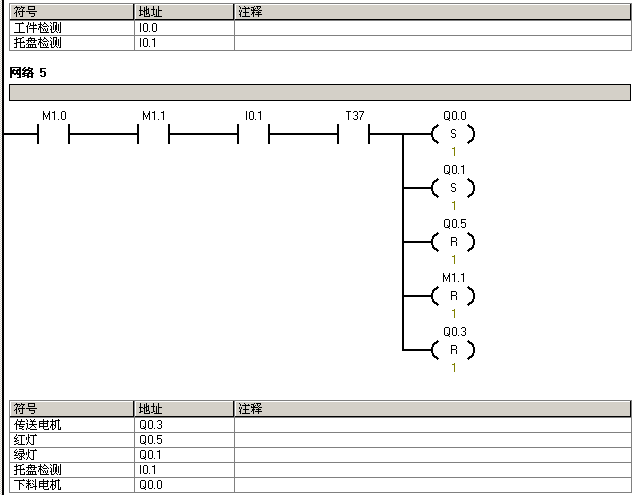 符号 地址 注释
工件检测 I0.0
托盘检测 I0.1
网络 5
M1.0 M1.1 I0.1 T37 Q0.0
S
1
Q0.1
S
1
Q0.5
R
1
M1.1
R
1
Q0.3
R
1
符号 地址 注释
传送电机 Q0.3
红灯 Q0.5
绿灯 Q0.1
托盘检测 I0.1
下料电机 Q0.0